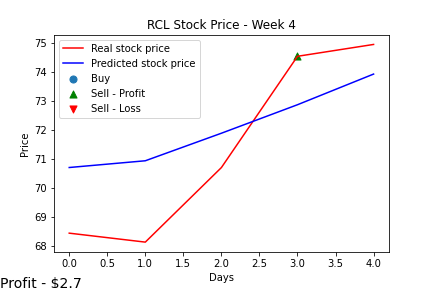 RCL Stock Price - Week 4
Real stock price
Predicted stock price
Buy
Sell - Profit
Sell - Loss
75
74
73
72
71
70
69
68
Price
0.0 0.5 1.0 1.5 2.0 2.5 3.0 3.5 4.0
Days
Profit - $2.7